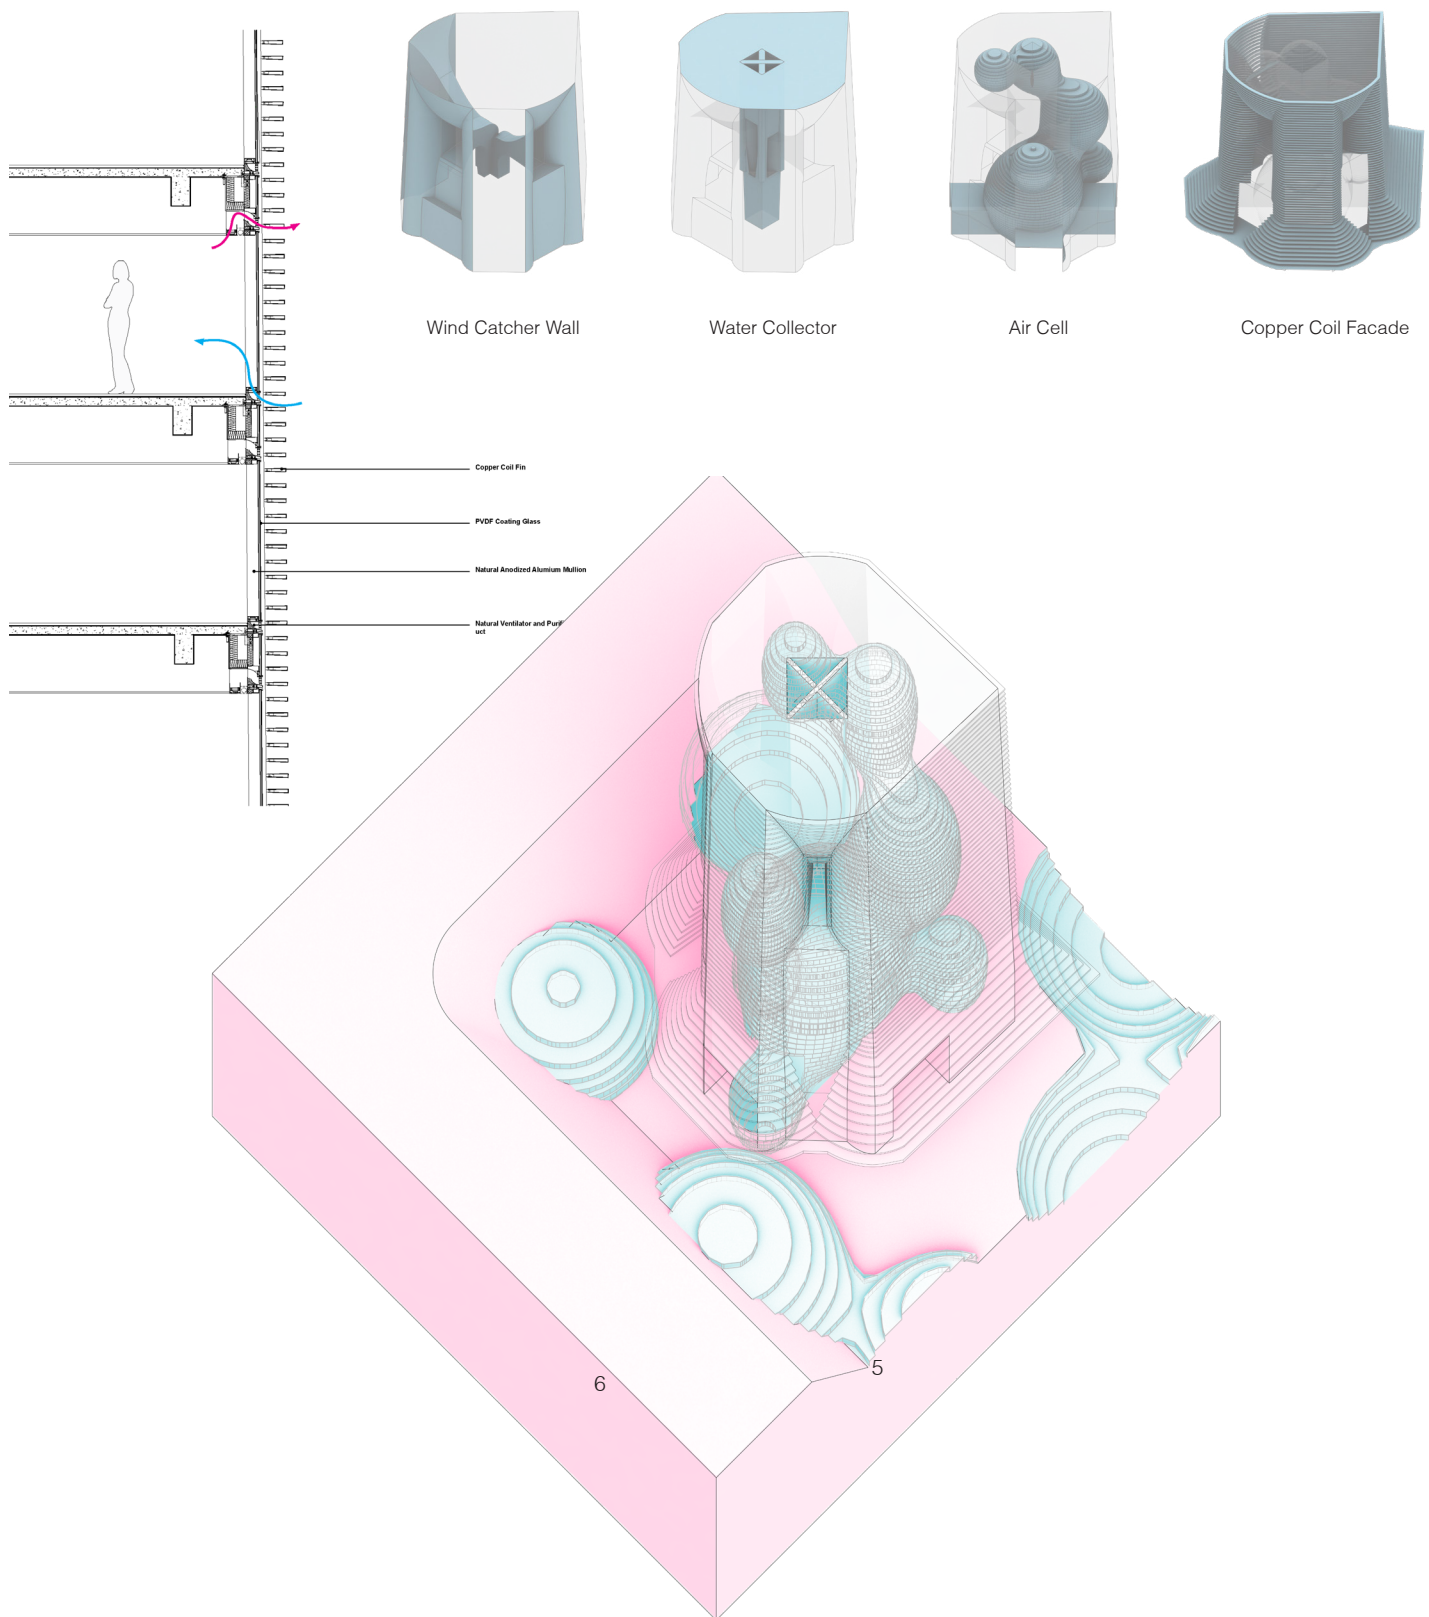 Wind Catcher Wall
Water Collector
Air Cell
Copper Coil Facade
Copper Coil Fin
PVDF Coating Glass
Natural Anodized Alumium Mullion
Natural Ventilator and
uct
5
6